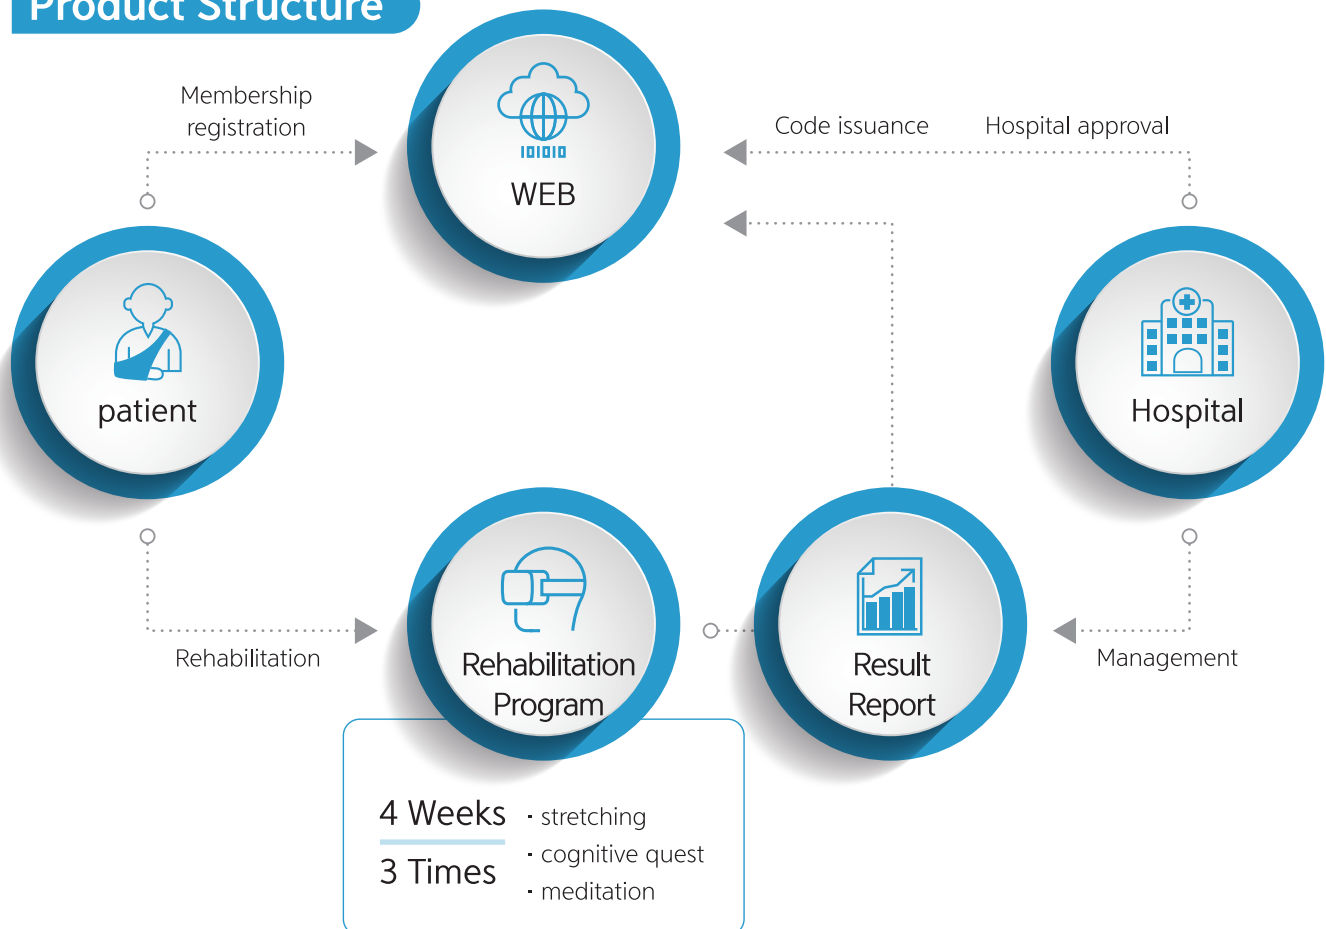 Product Structure
Membership
registration
101010
WEB
Code issuance
Hospital approval
patient
Hospital
Rehabilitation
Rehabilitation
Program
Result
Report
Management
4 Weeks
3 Times
- stretching
- cognitive quest
- meditation